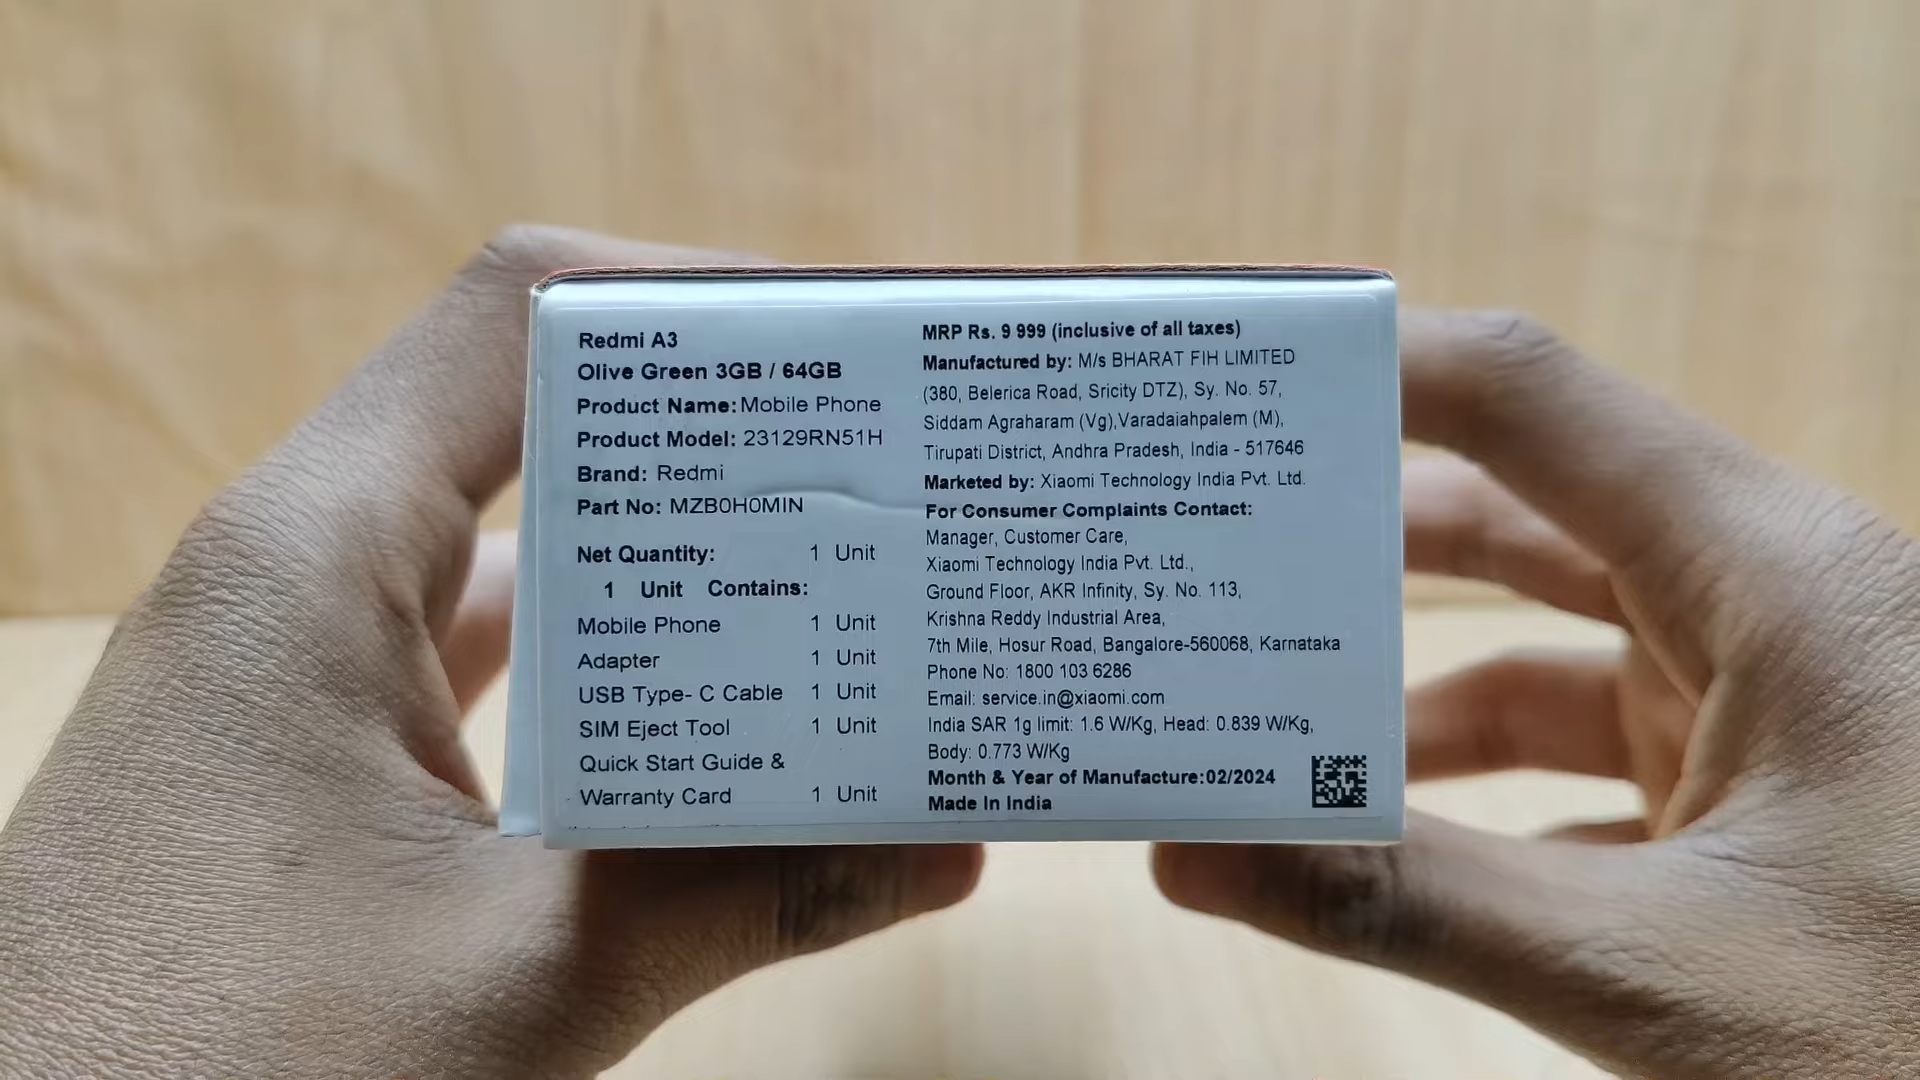 Redmi A3
Olive Green 3GB / 64GB
Product Name: Mobile Phone
Product Model: 23129RN51H
Brand: Redmi
Part No: MZB0H0MIN
Net Quantity: 1 Unit
1 Unit Contains:
Mobile Phone 1 Unit
Adapter 1 Unit
USB Type- C Cable 1 Unit
SIM Eject Tool 1 Unit
Quick Start Guide &
Warranty Card 1 Unit
MRP Rs. 9 999 (inclusive of all taxes)
Manufactured by: M/s BHARAT FIH LIMITED
(380, Belerica Road, Sricity DTZ), Sy. No. 57,
Siddam Agraharam (Vg),Varadaiahpalem (M),
Tirupati District, Andhra Pradesh, India - 517646
Marketed by: Xiaomi Technology India Pvt. Ltd.
For Consumer Complaints Contact:
Manager, Customer Care,
Xiaomi Technology India Pvt. Ltd.,
Ground Floor, AKR Infinity, Sy. No. 113,
Krishna Reddy Industrial Area,
7th Mile, Hosur Road, Bangalore-560068, Karnataka
Phone No: 1800 103 6286
Email: service.in@xiaomi.com
India SAR 1g limit: 1.6 W/Kg, Head: 0.839 W/Kg,
Body: 0.773 W/Kg
Month & Year of Manufacture:02/2024
Made In India